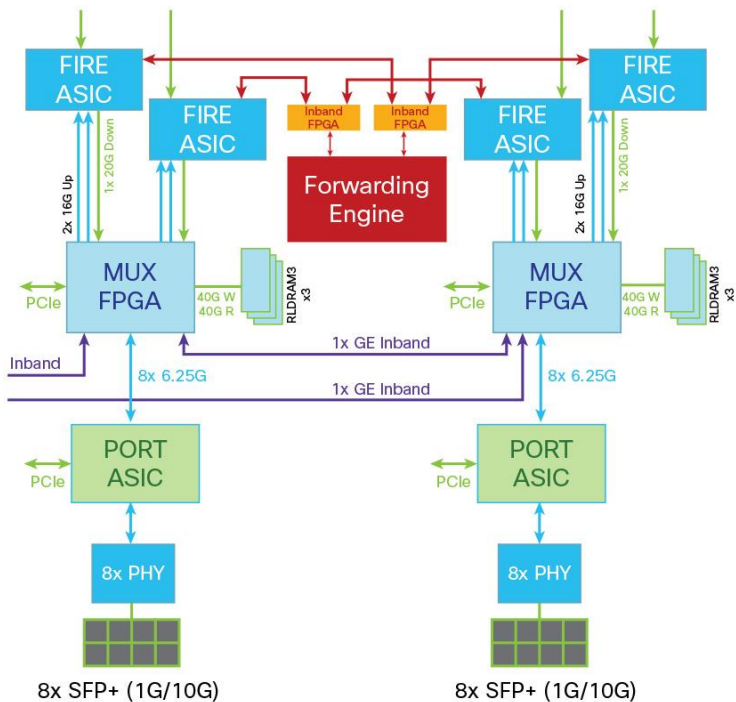 FIRE
ASIC
FIRE
ASIC
Inband
FPGA
Inband
FPGA
FIRE
ASIC
FIRE
ASIC
2x 16G Up
1x 20G Down
Forwarding
Engine
2x 16G Up
1x 20G Down
MUX
FPGA
PCIe
40G W
40G R
RLDRAM3
x3
MUX
FPGA
PCIe
40G W
40G R
RLDRAM3
x3
1x GE Inband
Inband
1x GE Inband
8x 6.25G
8x 6.25G
PORT
ASIC
PCIe
PORT
ASIC
PCIe
8x PHY
8x PHY
8x SFP+ (1G/10G)
8x SFP+ (1G/10G)